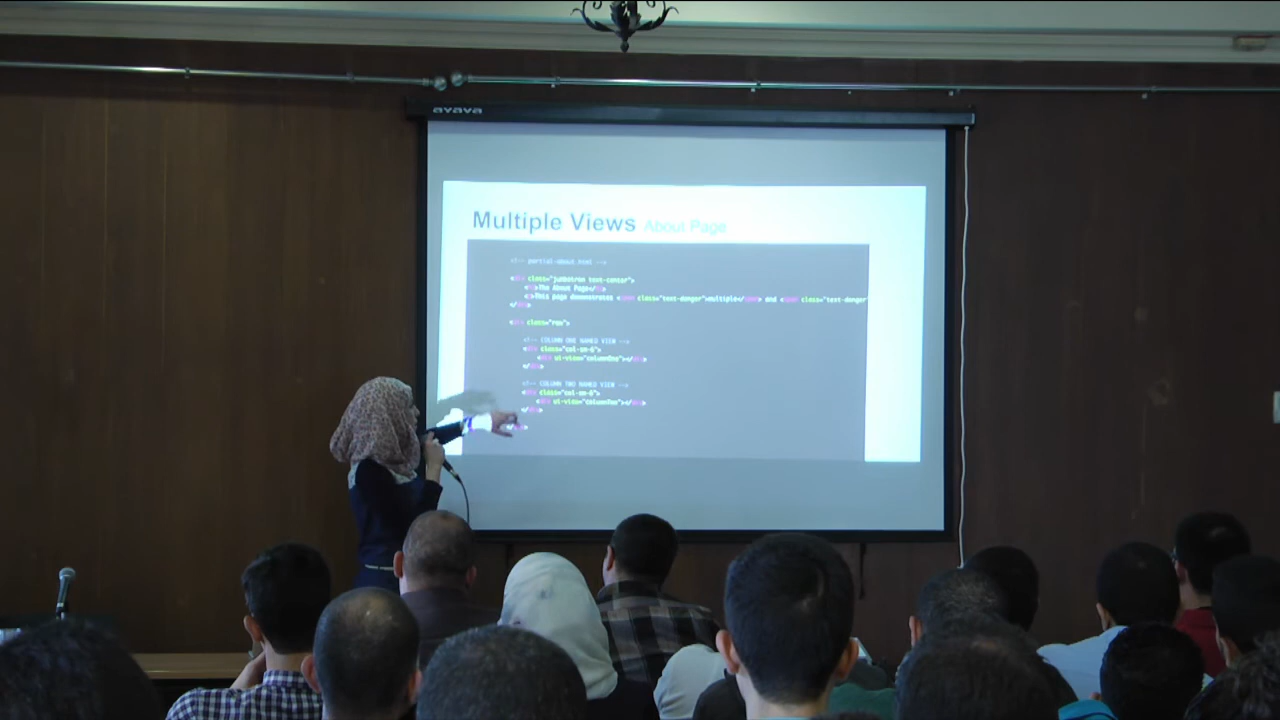 AVAYA
Multiple Views About Page
<!-- partial-about.html -->
<div class="jumbotron text-center">
<h1>The About Page</h1>
<p>This page demonstrates <span class="text-danger">multiple</span> and <span class="text-danger
</div>
<div class="row">
<!-- COLUMN ONE NAMED VIEW -->
<div class="col-sm-6">
<div ui-view="columnOne"></div>
</div>
<!-- COLUMN TWO NAMED VIEW -->
<div class="col-sm-6">
<div ui-view="columnTwo"></div>
</div>